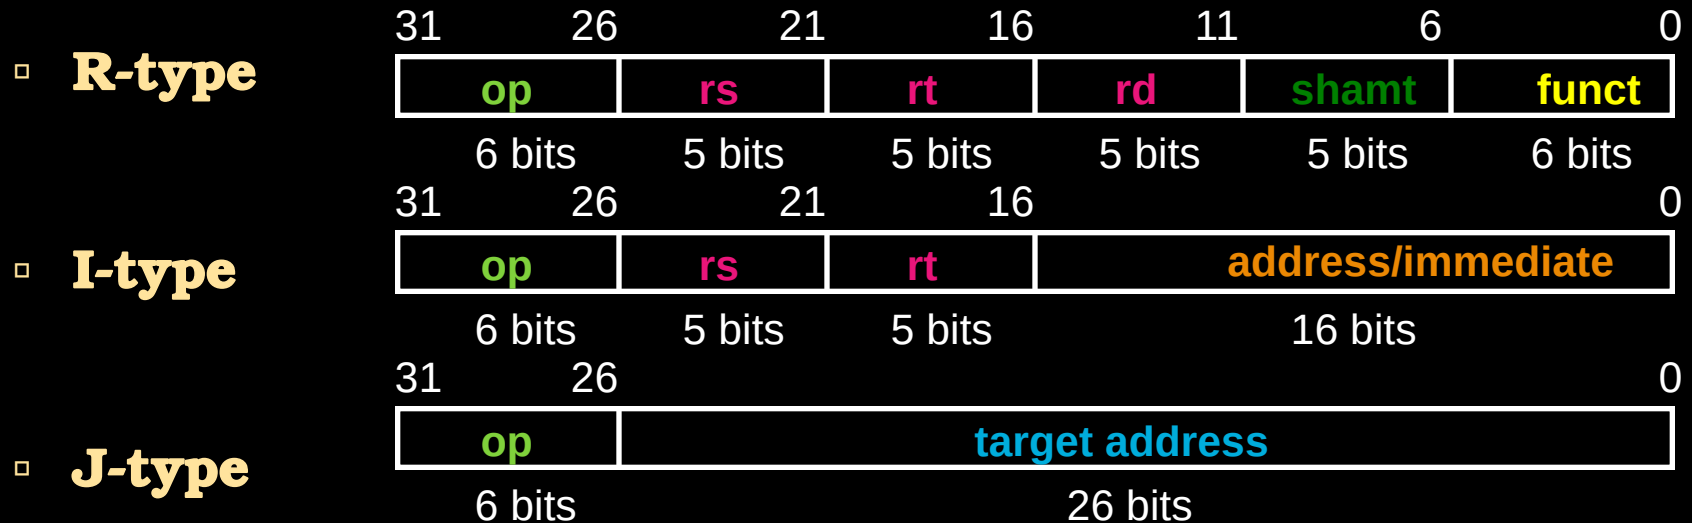 31 26 21 16 11 6 0
R-type
op rs rt rd shamt funct
6 bits 5 bits 5 bits 5 bits 5 bits 6 bits
31 26 21 16 0
I-type
op rs rt address/immediate
6 bits 5 bits 5 bits 16 bits
31 26 0
J-type
op target address
6 bits 26 bits